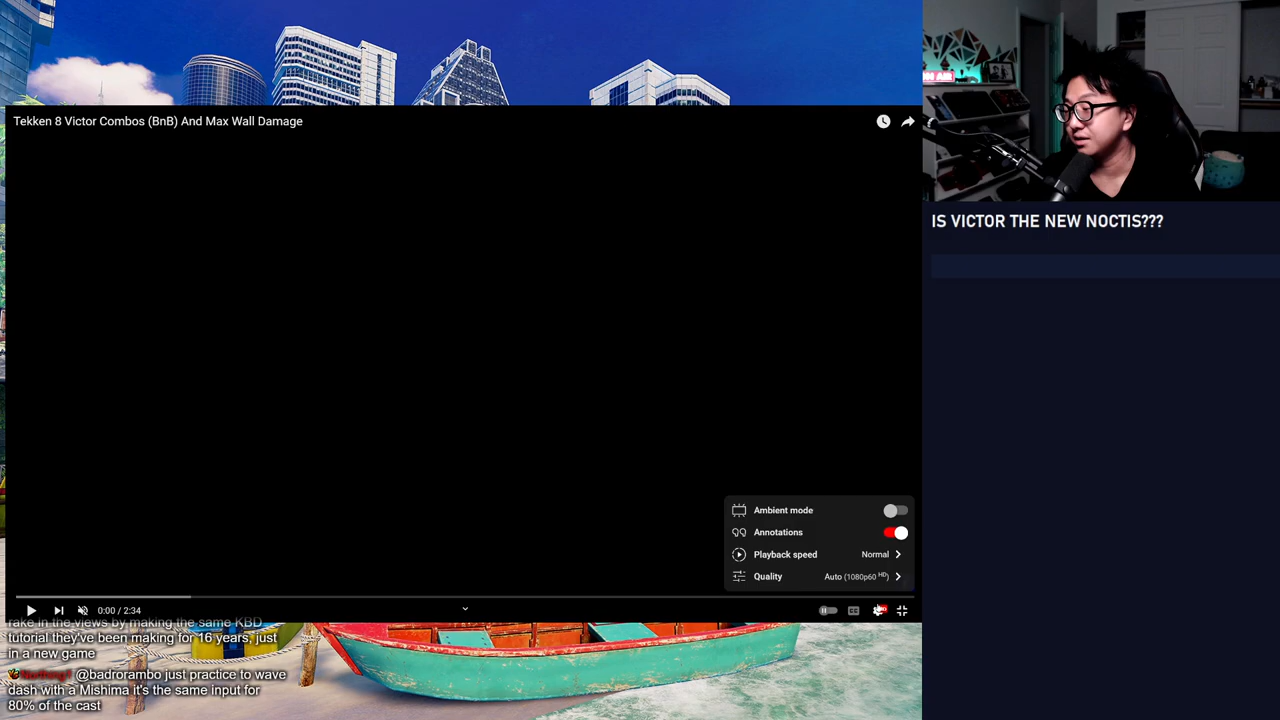 Tekken 8 Victor Combos (BnB) And Max Wall Damage
ON AIR
IS VICTOR THE NEW NOCTIS???
Ambient mode
Annotations
Playback speed Normal
Quality Auto (1080p60 HD)
0:00 / 2:34
CC
rake in the views by making the same KBD
tutorial they've been making for 16 years, just
in a new game
@badrorambo just practice to wave
dash with a Mishima it's the same input for
80% of the cast